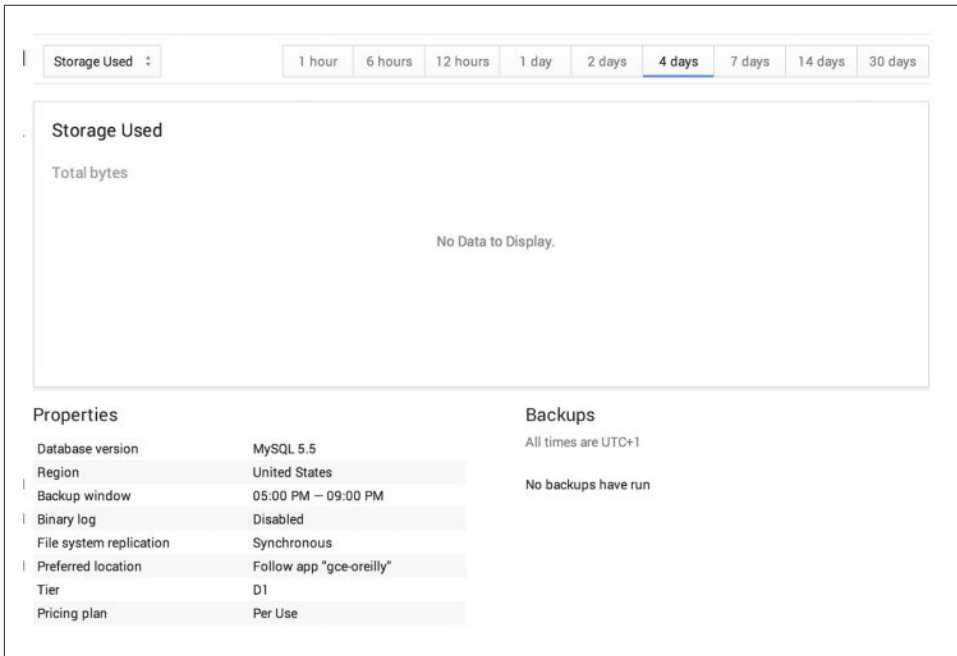 Storage Used
1 hour 6 hours 12 hours 1 day 2 days 4 days 7 days 14 days 30 days
Storage Used
Total bytes
No Data to Display.
Properties
Database version MySQL 5.5
Region United States
Backup window 05:00 PM — 09:00 PM
Binary log Disabled
File system replication Synchronous
Preferred location Follow app "gce-oreilly"
Tier D1
Pricing plan Per Use
Backups
All times are UTC+1
No backups have run